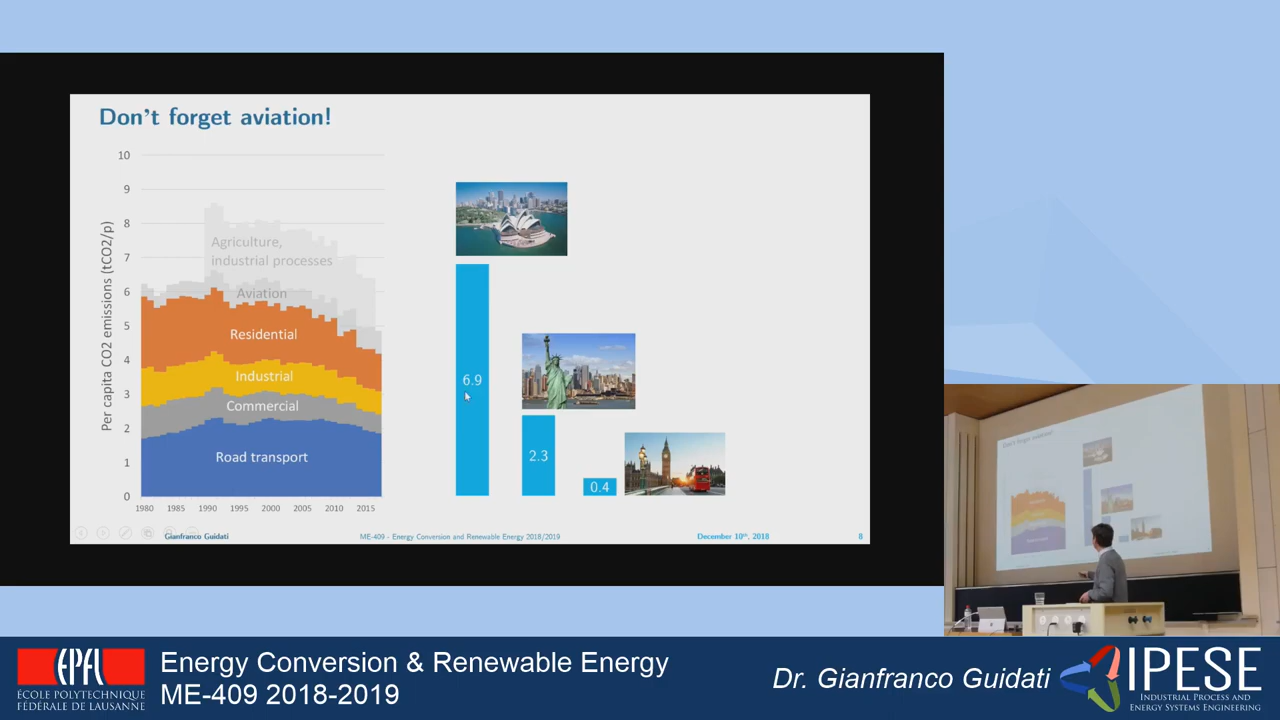 Don't forget aviation!
10
9
8
7
6
5
4
3
2
1
0
Per capita CO2 emissions (tCO2/p)
Agriculture,
industrial processes
Aviation
Residential
Industrial
Commercial
Road transport
1980 1985 1990 1995 2000 2005 2010 2015
6.9
2.3
0.4
Gianfranco Guidati
ME-409 - Energy Conversion and Renewable Energy 2018/2019
December 10th, 2018
8
EPFL
ÉCOLE POLYTECHNIQUE
FÉDÉRALE DE LAUSANNE
Energy Conversion & Renewable Energy
ME-409 2018-2019
Dr. Gianfranco Guidati
IPESE
Industrial Process and
Energy Systems Engineering